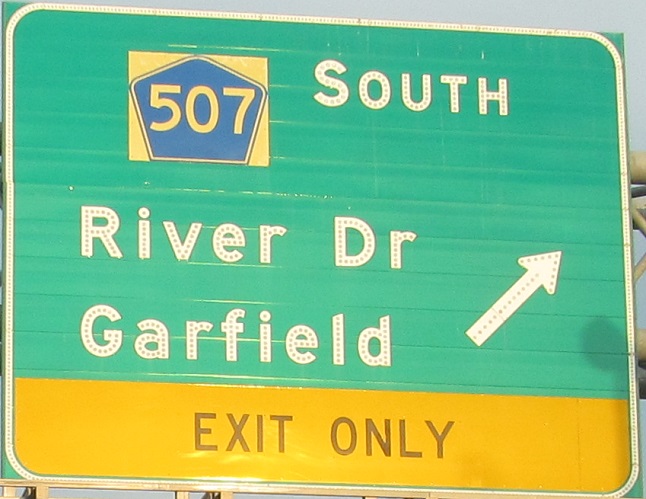 507 SOUTH
River Dr
Garfield
EXIT ONLY